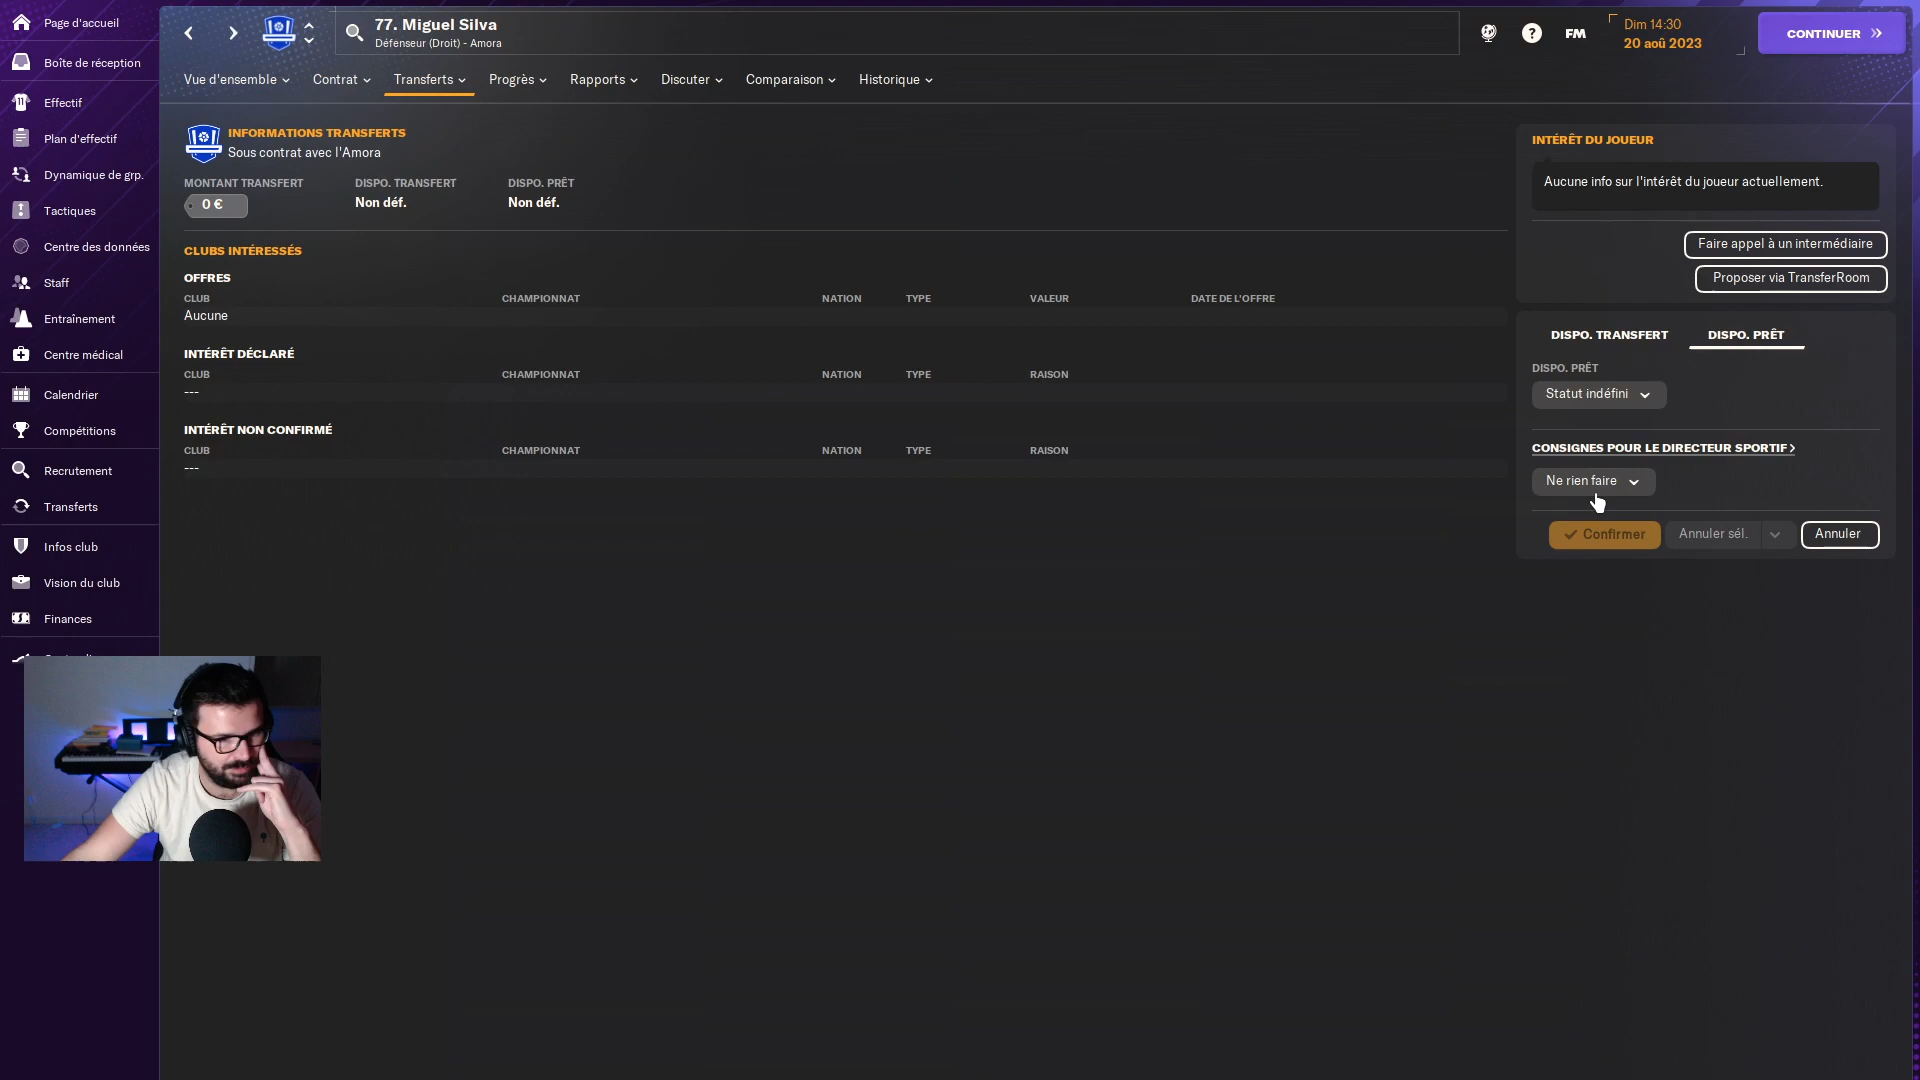 Page d'accueil
Boîte de réception
Effectif
Plan d'effectif
Dynamique de grp.
Tactiques
Centre des données
Staff
Entraînement
Centre médical
Calendrier
Compétitions
Recrutement
Transferts
Infos club
Vision du club
Finances
77. Miguel Silva
Défenseur (Droit) - Amora
FM
Dim 14:30
20 aoû 2023
CONTINUER
Vue d'ensemble
Contrat
Transferts
Progrès
Rapports
Discuter
Comparaison
Historique
INFORMATIONS TRANSFERTS
Sous contrat avec l'Amora
MONTANT TRANSFERT DISPO. TRANSFERT DISPO. PRÊT
0 € Non déf. Non déf.
CLUBS INTÉRESSÉS
OFFRES
CLUB CHAMPIONNAT NATION TYPE VALEUR DATE DE L'OFFRE
Aucune
INTÉRÊT DÉCLARÉ
CLUB CHAMPIONNAT NATION TYPE RAISON
---
INTÉRÊT NON CONFIRMÉ
CLUB CHAMPIONNAT NATION TYPE RAISON
---
INTÉRÊT DU JOUEUR
Aucune info sur l'intérêt du joueur actuellement.
Faire appel à un intermédiaire
Proposer via TransferRoom
DISPO. TRANSFERT DISPO. PRÊT
DISPO. PRÊT
Statut indéfini
CONSIGNES POUR LE DIRECTEUR SPORTIF >
Ne rien faire
Confirmer Annuler sél. Annuler